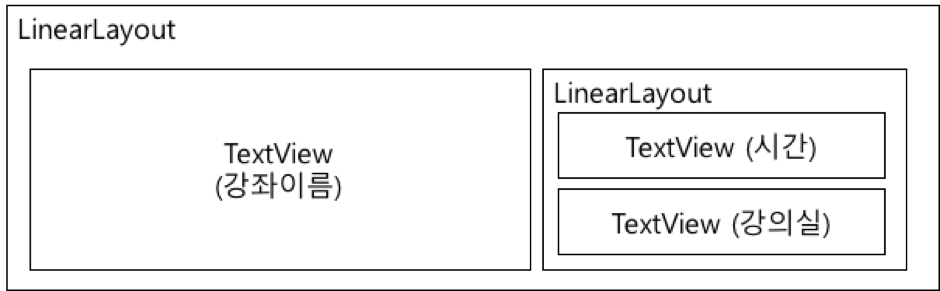 LinearLayout
TextView
(강좌이름)
LinearLayout
TextView (시간)
TextView (강의실)